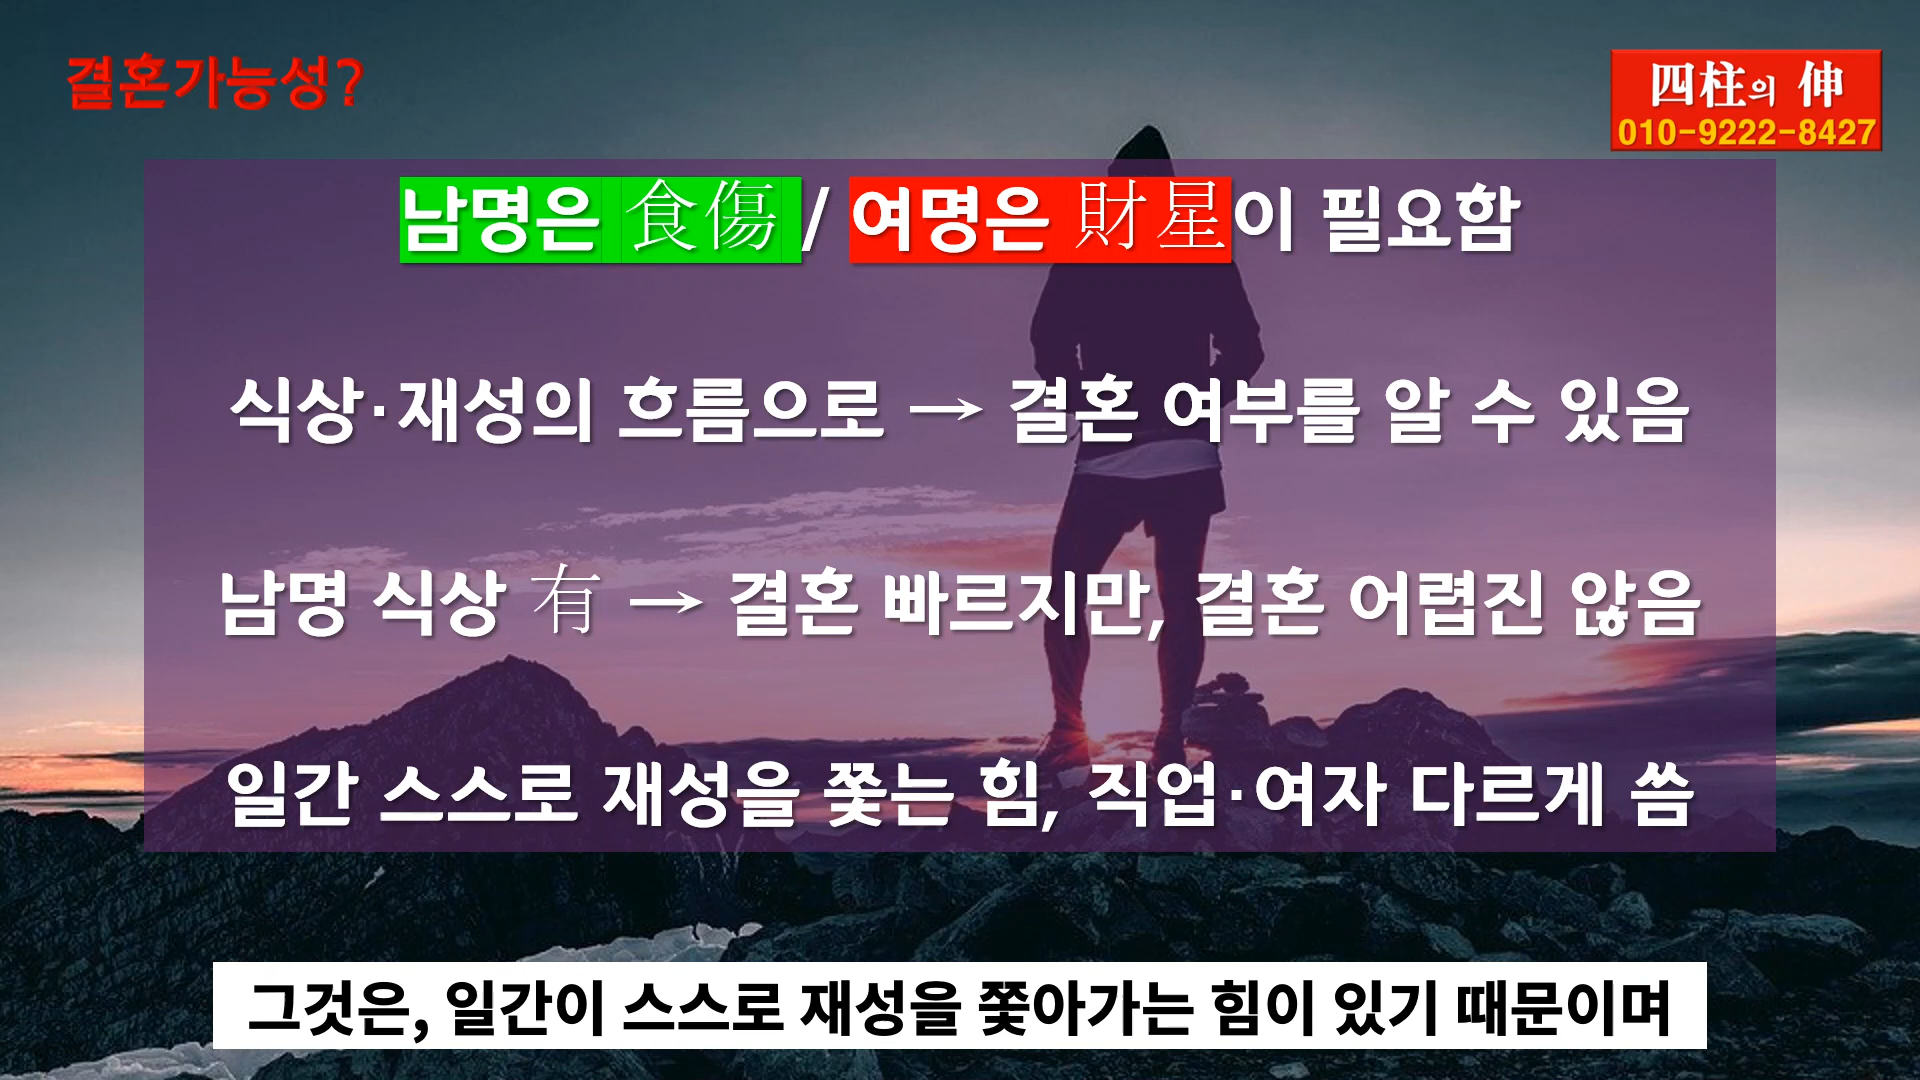 결혼가능성?
四柱의 伸
010-9222-8427
남명은 食傷 / 여명은 財星이 필요함
식상·재성의 흐름으로 → 결혼 여부를 알 수 있음
남명 식상 有 → 결혼 빠르지만, 결혼 어렵진 않음
일간 스스로 재성을 쫓는 힘, 직업·여자 다르게 씀
그것은, 일간이 스스로 재성을 쫓아가는 힘이 있기 때문이며